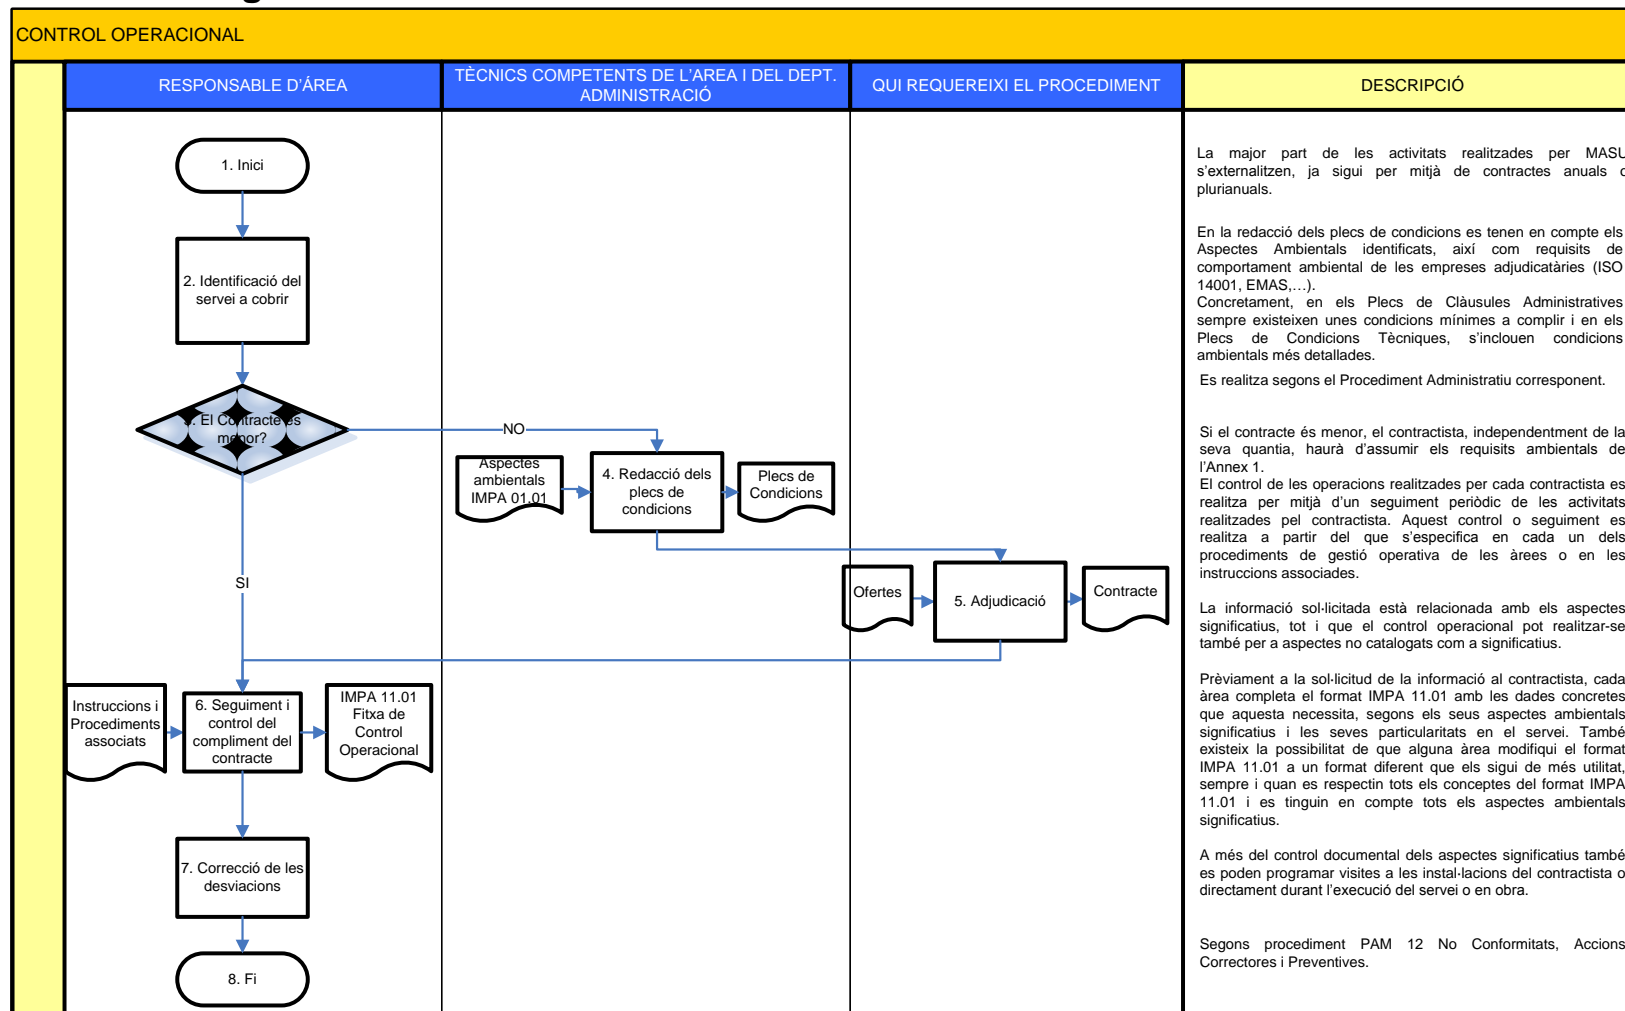 CONTROL OPERACIONAL
RESPONSABLE D'ÁREA
TÈCNICS COMPETENTS DE L'AREA I DEL DEPT.
ADMINISTRACIÓ
QUI REQUEREIXI EL PROCEDIMENT
DESCRIPCIÓ
1. Inici
2. Identificació del
servei a cobrir
El Contracte és
menor?
NO
SI
Aspectes
ambientals
IMPA 01.01
4. Redacció dels
plecs de
condicions
Plecs de
Condicions
Ofertes
5. Adjudicació
Contracte
Instruccions i
Procediments
associats
6. Seguiment i
control del
compliment del
contracte
IMPA 11.01
Fitxa de
Control
Operacional
7. Correcció de les
desviacions
8. Fi
La major part de les activitats realitzades per MASU
s'externalitzen, ja sigui per mitjà de contractes anuals o
plurianuals.
En la redacció dels plecs de condicions es tenen en compte els
Aspectes Ambientals identificats, així com requisits de
comportament ambiental de les empreses adjudicatàries (ISO
14001, EMAS,…).
Concretament, en els Plecs de Clàusules Administratives
sempre existeixen unes condicions mínimes a complir i en els
Plecs de Condicions Tècniques, s'inclouen condicions
ambientals més detallades.
Es realitza segons el Procediment Administratiu corresponent.
Si el contracte és menor, el contractista, independentment de la
seva quantia, haurà d'assumir els requisits ambientals de
l'Annex 1.
El control de les operacions realitzades per cada contractista es
realitza per mitjà d'un seguiment periòdic de les activitats
realitzades pel contractista. Aquest control o seguiment es
realitza a partir del que s'especifica en cada un dels
procediments de gestió operativa de les àrees o en les
instruccions associades.
La informació sol·licitada està relacionada amb els aspectes
significatius, tot i que el control operacional pot realitzar-se
també per a aspectes no catalogats com a significatius.
Prèviament a la sol·licitud de la informació al contractista, cada
àrea completa el format IMPA 11.01 amb les dades concretes
que aquesta necessita, segons els seus aspectes ambientals
significatius i les seves particularitats en el servei. També
existeix la possibilitat de que alguna àrea modifiqui el format
IMPA 11.01 a un format diferent que els sigui de més utilitat,
sempre i quan es respectin tots els conceptes del format IMPA
11.01 i es tinguin en compte tots els aspectes ambientals
significatius.
A més del control documental dels aspectes significatius també
es poden programar visites a les instal·lacions del contractista o
directament durant l'execució del servei o en obra.
Segons procediment PAM 12 No Conformitats, Accions
Correctores i Preventives.